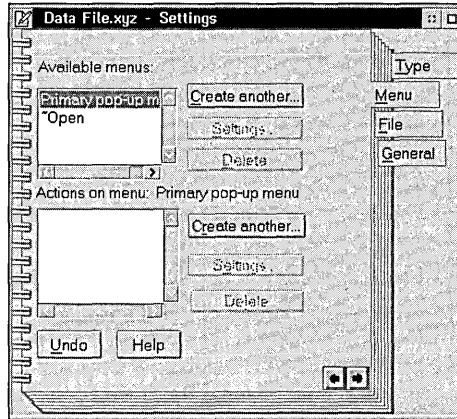 Data File.xyz - Settings
Available menus:
Primary pop-up m
~Open
Create another...
Settings...
Delete
Actions on menu: Primary pop-up menu
Create another...
Settings...
Delete
Undo
Help
Type
Menu
File
General